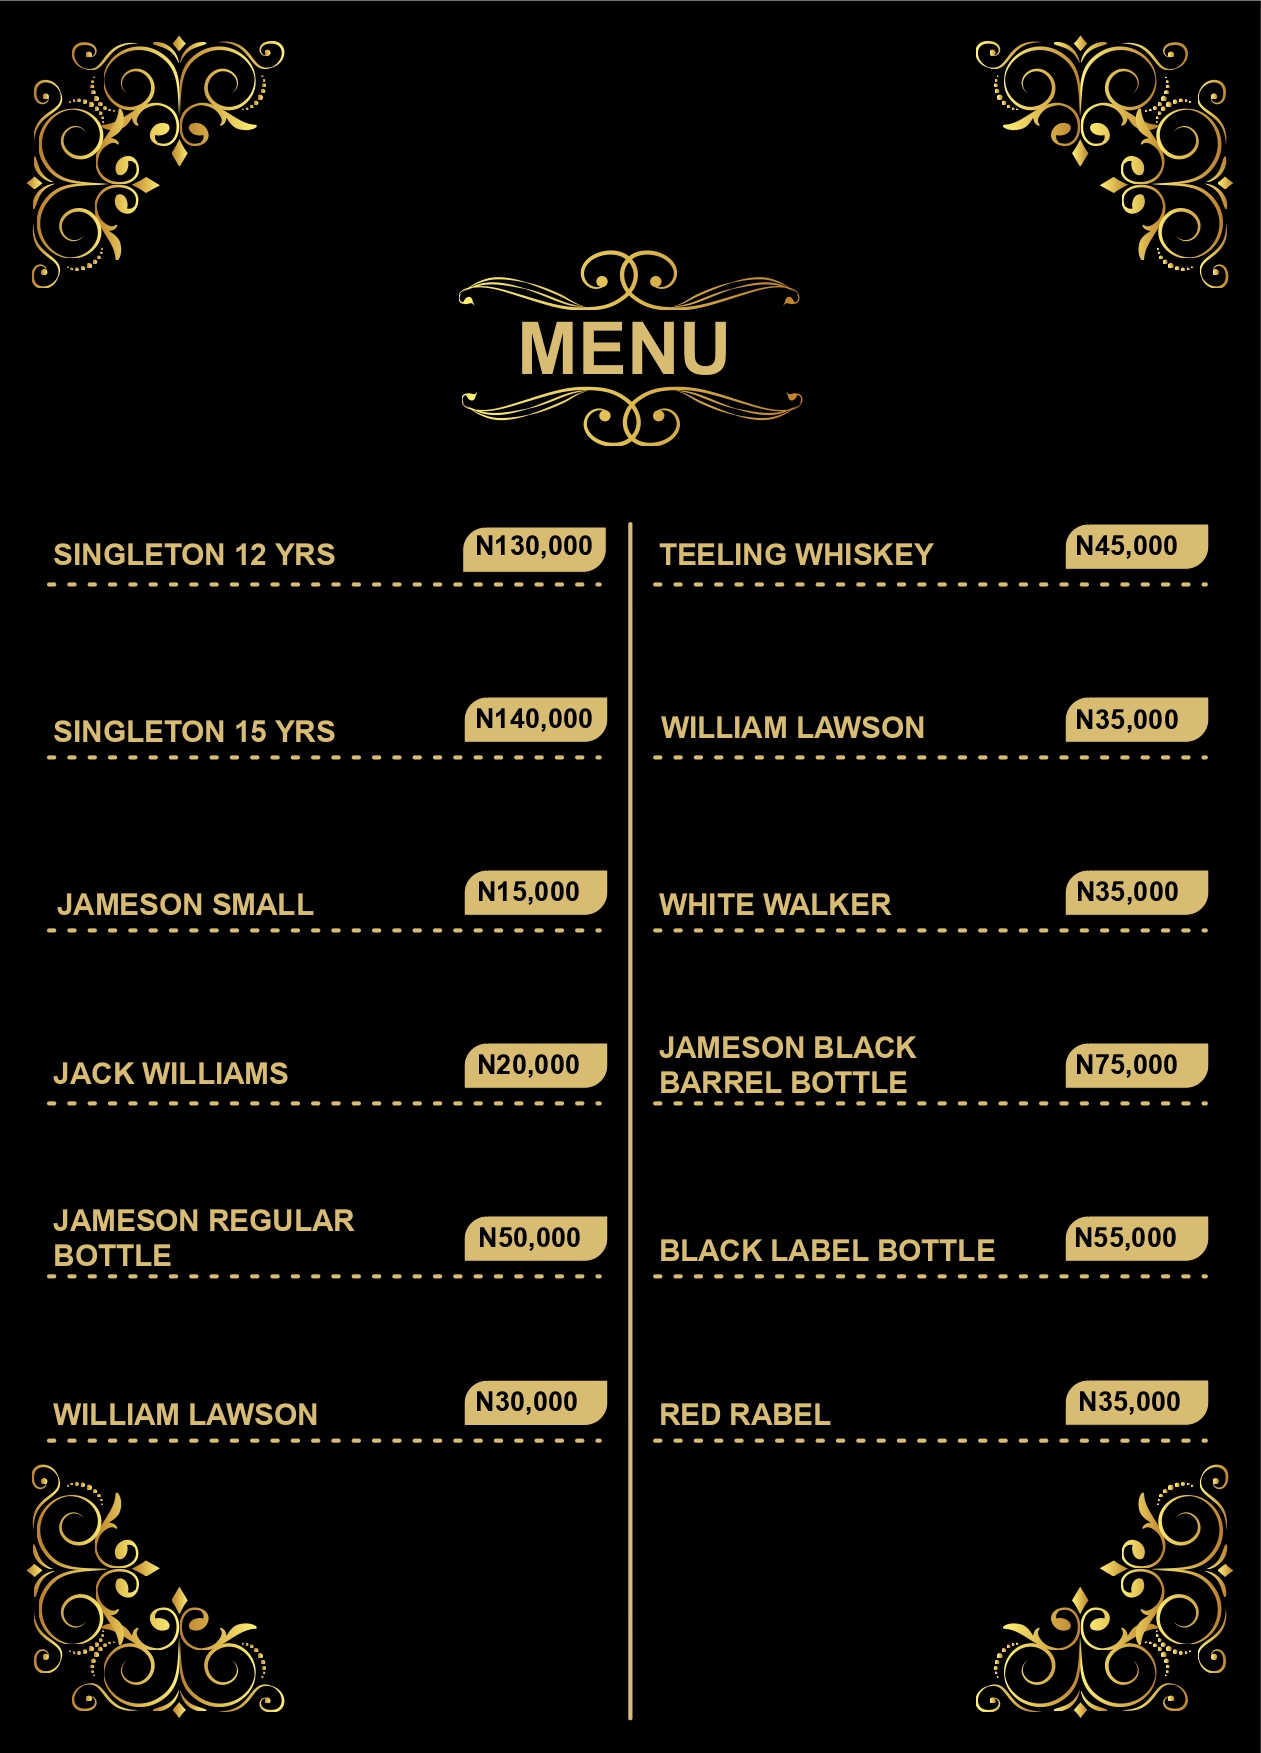 MENU
SINGLETON 12 YRS N130,000
SINGLETON 15 YRS N140,000
JAMESON SMALL N15,000
JACK WILLIAMS N20,000
JAMESON REGULAR
BOTTLE N50,000
WILLIAM LAWSON N30,000
TEELING WHISKEY N45,000
WILLIAM LAWSON N35,000
WHITE WALKER N35,000
JAMESON BLACK
BARREL BOTTLE N75,000
BLACK LABEL BOTTLE N55,000
RED RABEL N35,000